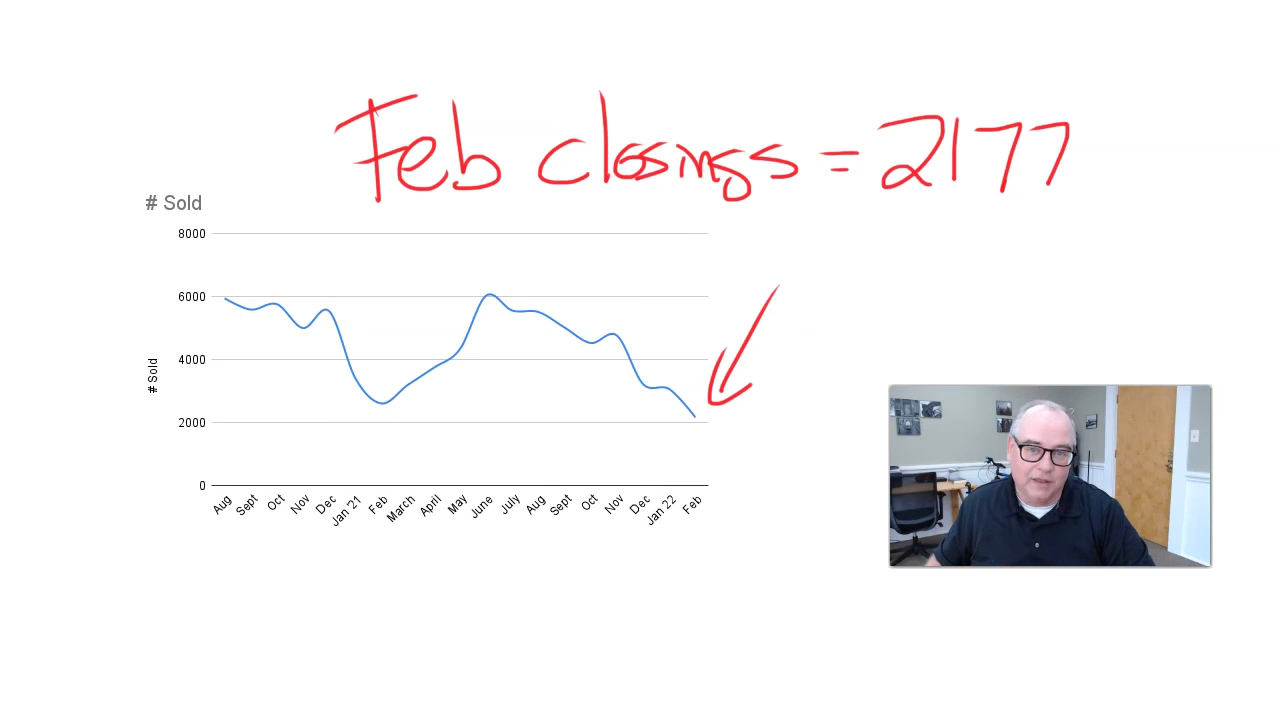 Feb closings = 2177
# Sold
8000
6000
4000
2000
0
# Sold
Aug Sept Oct Nov Dec Jan '21 Feb March April May June July Aug Sept Oct Nov Dec Jan 22 Feb